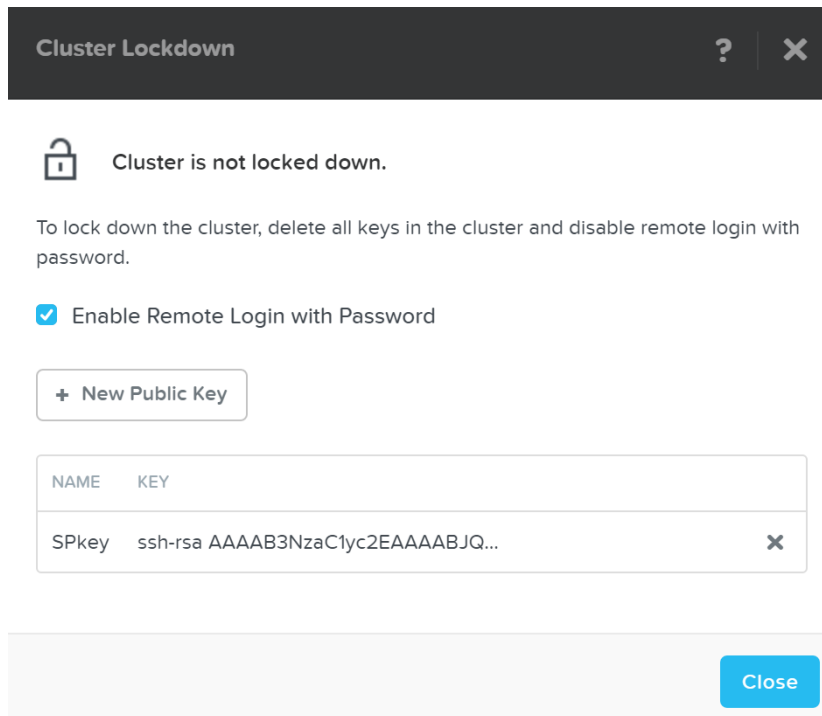 Cluster Lockdown ?
Cluster is not locked down.
To lock down the cluster, delete all keys in the cluster and disable remote login with
password.
Enable Remote Login with Password
+ New Public Key
NAME KEY
SPkey ssh-rsa AAAAB3NzaC1yc2EAAAABJQ...
Close